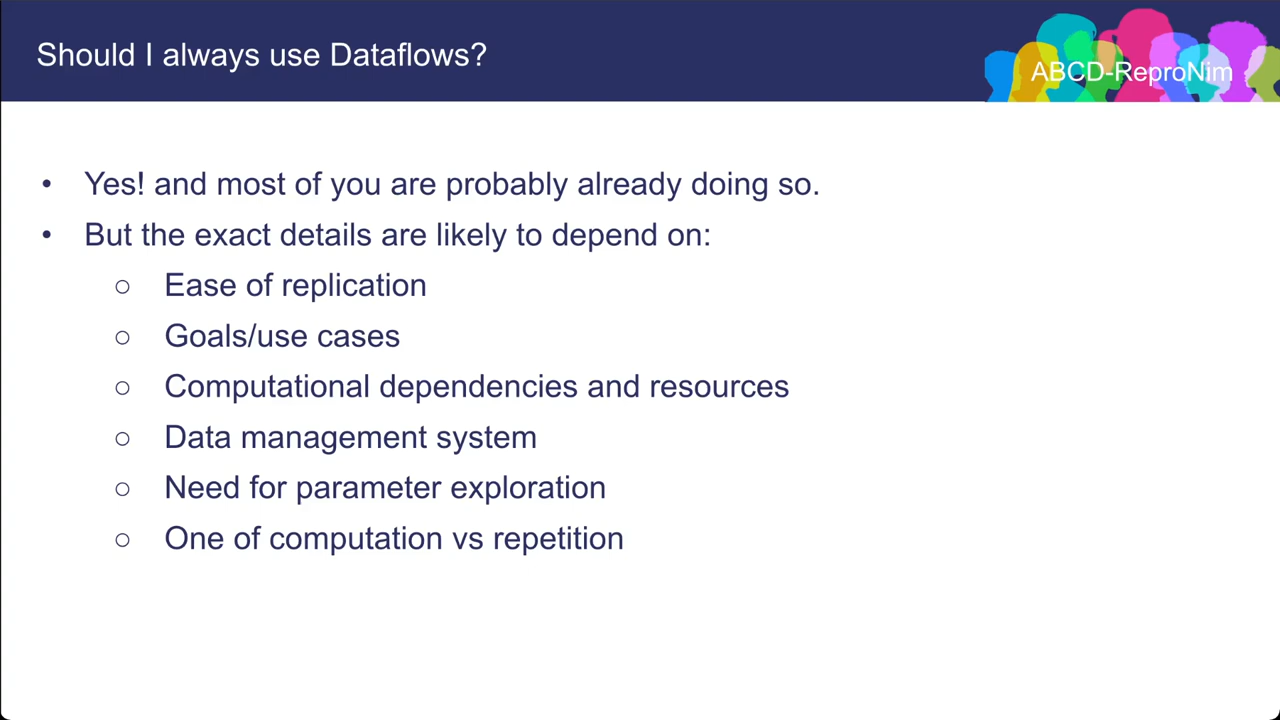 Should I always use Dataflows?
ABCD-ReproNim
• Yes! and most of you are probably already doing so.
• But the exact details are likely to depend on:
○ Ease of replication
○ Goals/use cases
○ Computational dependencies and resources
○ Data management system
○ Need for parameter exploration
○ One of computation vs repetition